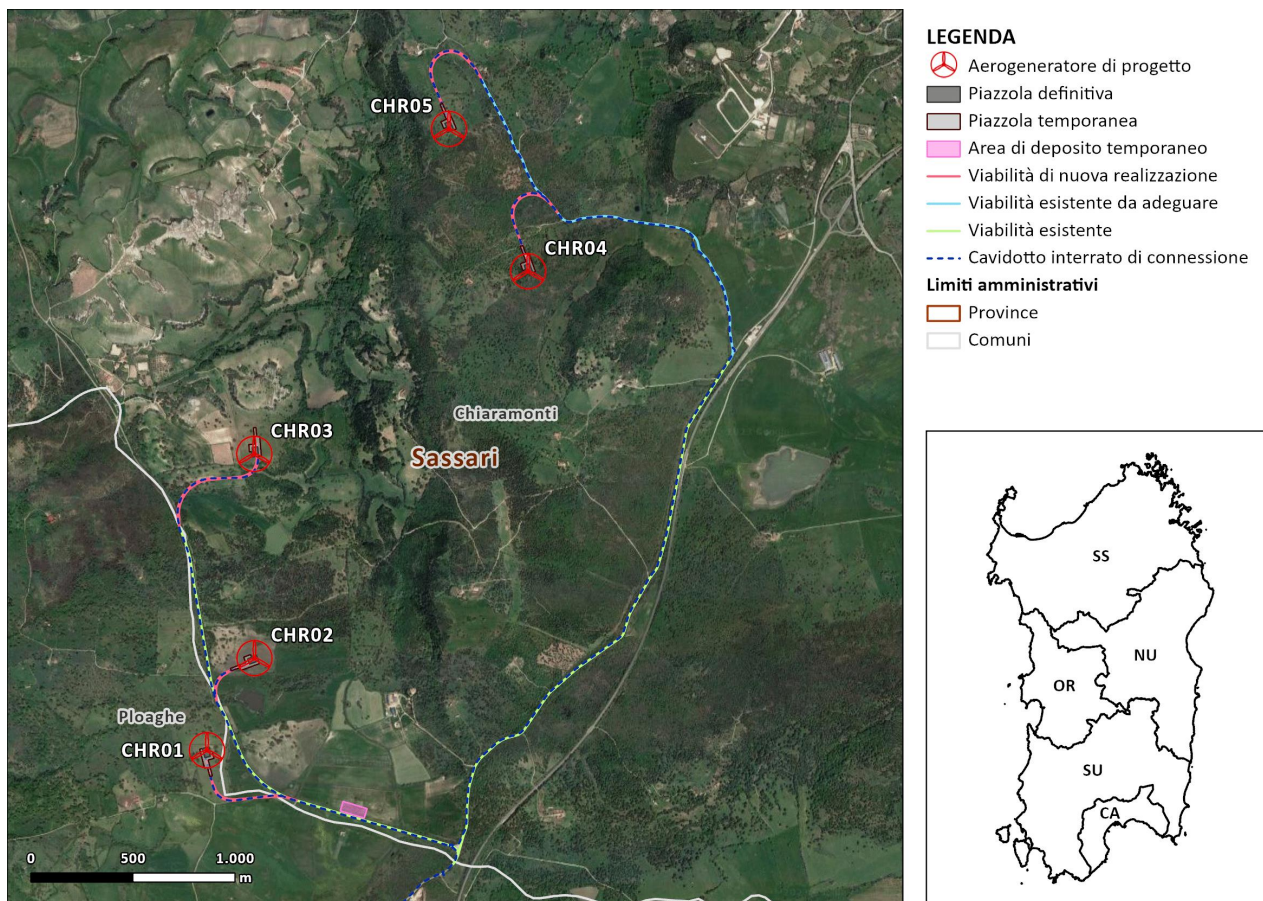 CHR05
CHR04
Chiaramonti
CHR03
Sassari
CHR02
Ploaghe
CHR01
0 500 1.000
m
LEGENDA
Aerogeneratore di progetto
Piazzola definitiva
Piazzola temporanea
Area di deposito temporaneo
Viabilità di nuova realizzazione
Viabilità esistente da adeguare
Viabilità esistente
Cavidotto interrato di connessione
Limiti amministrativi
Province
Comuni
SS
NU
OR
SU
CA